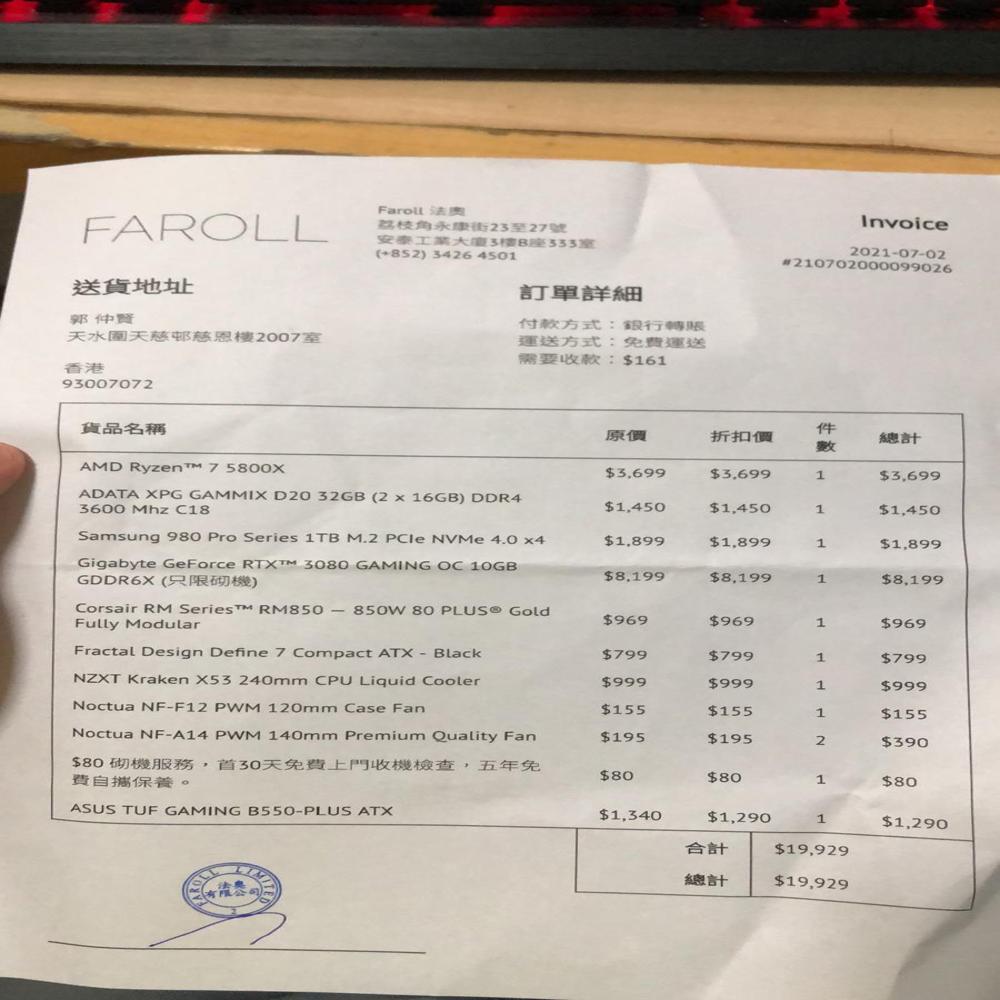 FAROLL
Faroll 法奧
荔枝角永康街23至27號
安泰工業大廈3樓B座333室
(+852) 3426 4501
Invoice
2021-07-02
#210702000099026
送貨地址
郭 仲賢
天水圍天慈邨慈恩樓2007室
香港
93007072
訂單詳細
付款方式：銀行轉賬
運送方式：免費運送
需要收款：$161
貨品名稱 原價 折扣價 件數 總計
AMD Ryzen™ 7 5800X $3,699 $3,699 1 $3,699
ADATA XPG GAMMIX D20 32GB (2 x 16GB) DDR4
3600 Mhz C18 $1,450 $1,450 1 $1,450
Samsung 980 Pro Series 1TB M.2 PCIe NVMe 4.0 x4 $1,899 $1,899 1 $1,899
Gigabyte GeForce RTX™ 3080 GAMING OC 10GB
GDDR6X (只限砌機) $8,199 $8,199 1 $8,199
Corsair RM Series™ RM850 — 850W 80 PLUS® Gold
Fully Modular $969 $969 1 $969
Fractal Design Define 7 Compact ATX - Black $799 $799 1 $799
NZXT Kraken X53 240mm CPU Liquid Cooler $999 $999 1 $999
Noctua NF-F12 PWM 120mm Case Fan $155 $155 1 $155
Noctua NF-A14 PWM 140mm Premium Quality Fan $195 $195 2 $390
$80 砌機服務，首30天免費上門收機檢查，五年免
費自攜保養。 $80 $80 1 $80
ASUS TUF GAMING B550-PLUS ATX $1,340 $1,290 1 $1,290
合計 $19,929
總計 $19,929
FAROLL LIMITED
法奧
有限公司
2